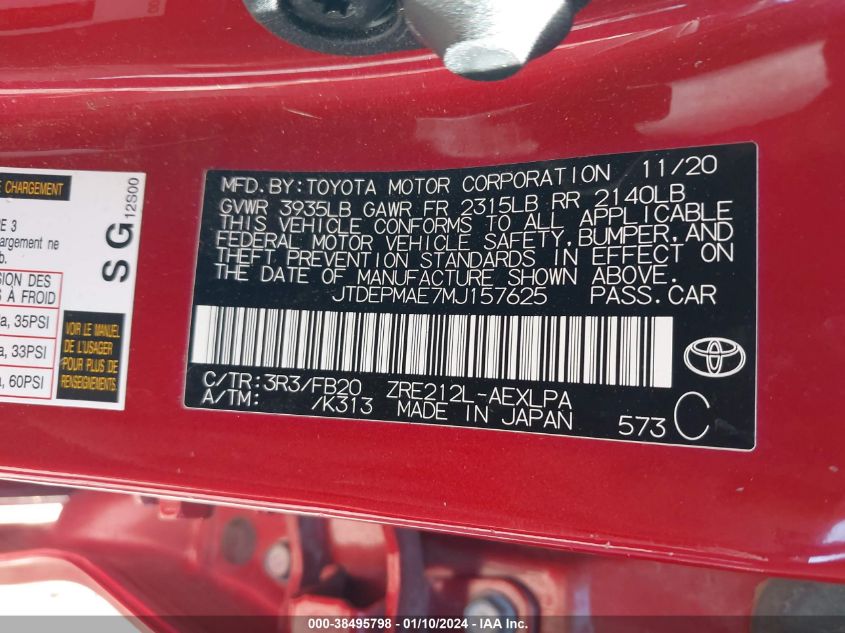 CHARGEMENT
E 3
argement ne
b.
SION DES
S À FROID
a, 35PSI
a, 33PSI
a, 60PSI
VOIR LE
MANUEL DE
L'USAGER
POUR PLUS DE
RENSEIGNEMENTS
SG
12S00
MFD. BY: TOYOTA MOTOR CORPORATION 11/20
GVWR 3935LB GAWR FR 2315LB RR 2140LB
THIS VEHICLE CONFORMS TO ALL APPLICABLE
FEDERAL MOTOR VEHICLE SAFETY, BUMPER, AND
THEFT PREVENTION STANDARDS IN EFFECT ON
THE DATE OF MANUFACTURE SHOWN ABOVE.
JTDEPMAE7MJ157625 PASS. CAR
C/TR: 3R3/FB20 ZRE212L-AEXLPA
A/TM: /K313 MADE IN JAPAN 573 C
000-38495798 - 01/10/2024 - IAA Inc.